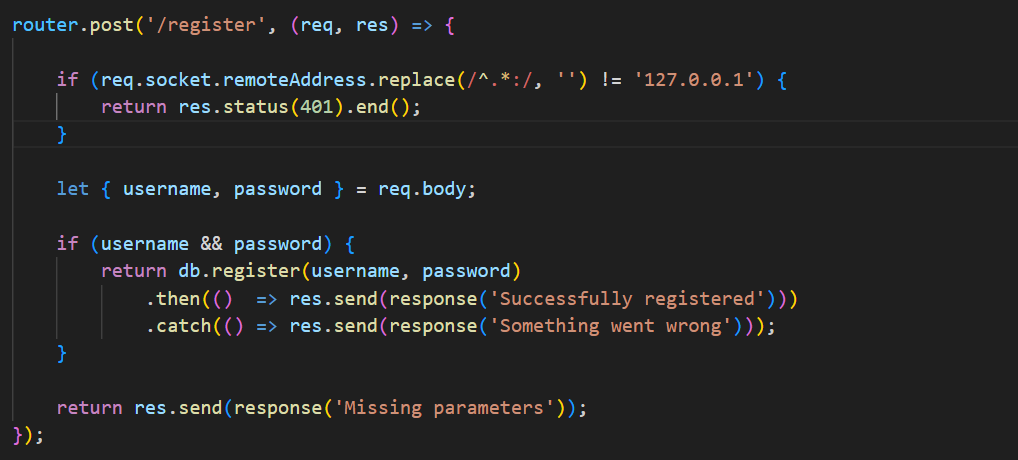 router.post('/register', (req, res) => {
if (req.socket.remoteAddress.replace(/^.*:/, '') != '127.0.0.1') {
return res.status(401).end();
}
let { username, password } = req.body;
if (username && password) {
return db.register(username, password)
.then(()  => res.send(response('Successfully registered')))
.catch(() => res.send(response('Something went wrong')));
}
return res.send(response('Missing parameters'));
});